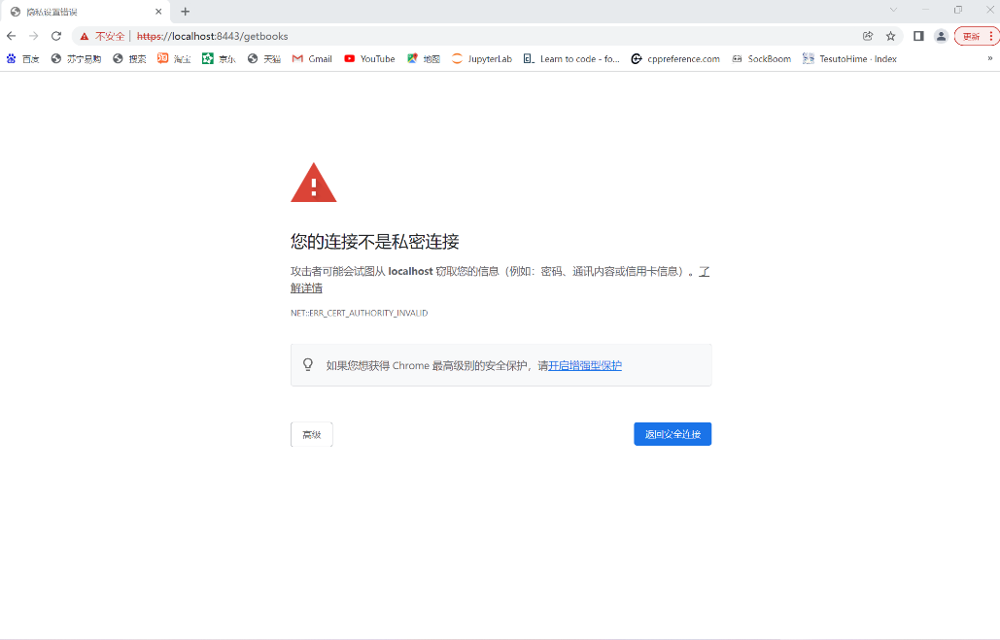 隐私设置错误
不安全 https://localhost:8443/getbooks 更新
百度 苏宁易购 搜索 淘宝 京东 天猫 Gmail YouTube 地图 JupyterLab Learn to code - fo... cppreference.com SockBoom TesutoHime · Index »
您的连接不是私密连接
攻击者可能会试图从 localhost 窃取您的信息（例如：密码、通讯内容或信用卡信息）。了
解详情
NET::ERR_CERT_AUTHORITY_INVALID
如果您想获得 Chrome 最高级别的安全保护，请开启增强型保护
高级 返回安全连接